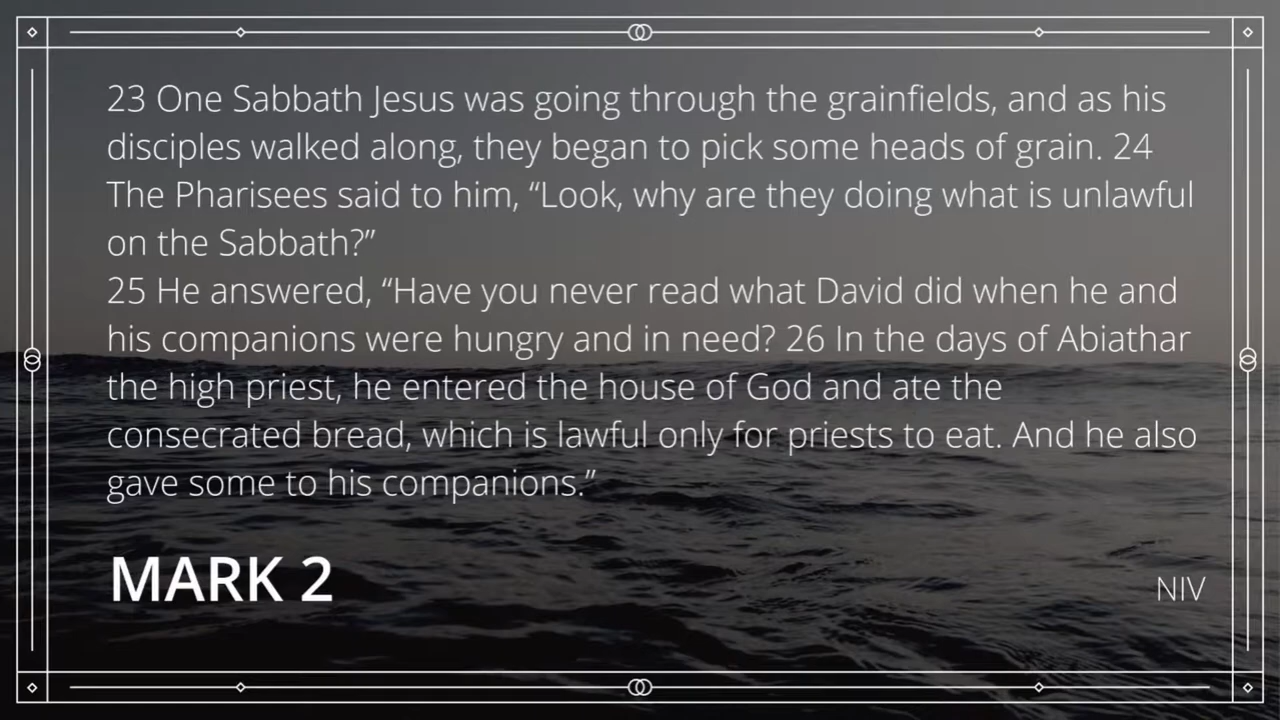 23 One Sabbath Jesus was going through the grainfields, and as his
disciples walked along, they began to pick some heads of grain. 24
The Pharisees said to him, “Look, why are they doing what is unlawful
on the Sabbath?”
25 He answered, “Have you never read what David did when he and
his companions were hungry and in need? 26 In the days of Abiathar
the high priest, he entered the house of God and ate the
consecrated bread, which is lawful only for priests to eat. And he also
gave some to his companions.”
MARK 2
NIV